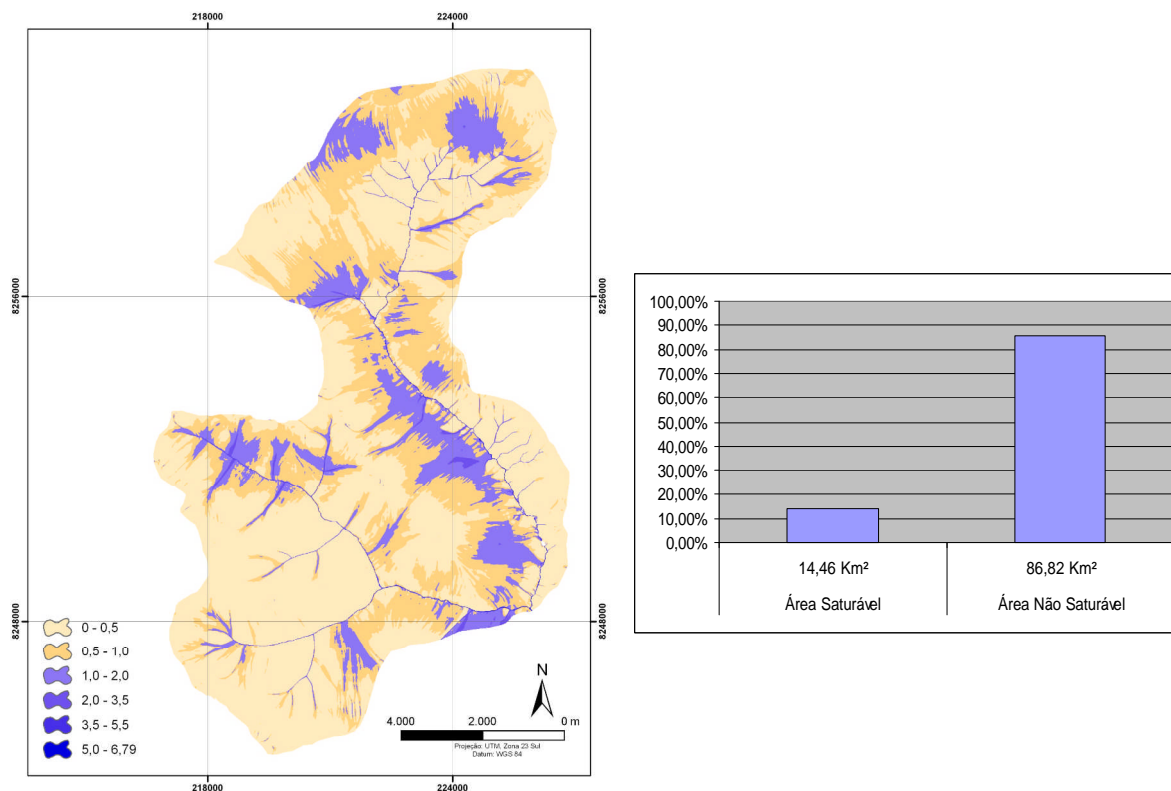 218000
224000
8256000
8256000
8248000
8248000
0 - 0,5
0,5 - 1,0
1,0 - 2,0
2,0 - 3,5
3,5 - 5,5
5,0 - 6,79
N
4.000
2.000
0 m
Projeção: UTM, Zona 23 Sul
Datum: WGS 84
218000
224000
100,00%
90,00%
80,00%
70,00%
60,00%
50,00%
40,00%
30,00%
20,00%
10,00%
0,00%
14,46 Km²
86,82 Km²
Área Saturável
Área Não Saturável